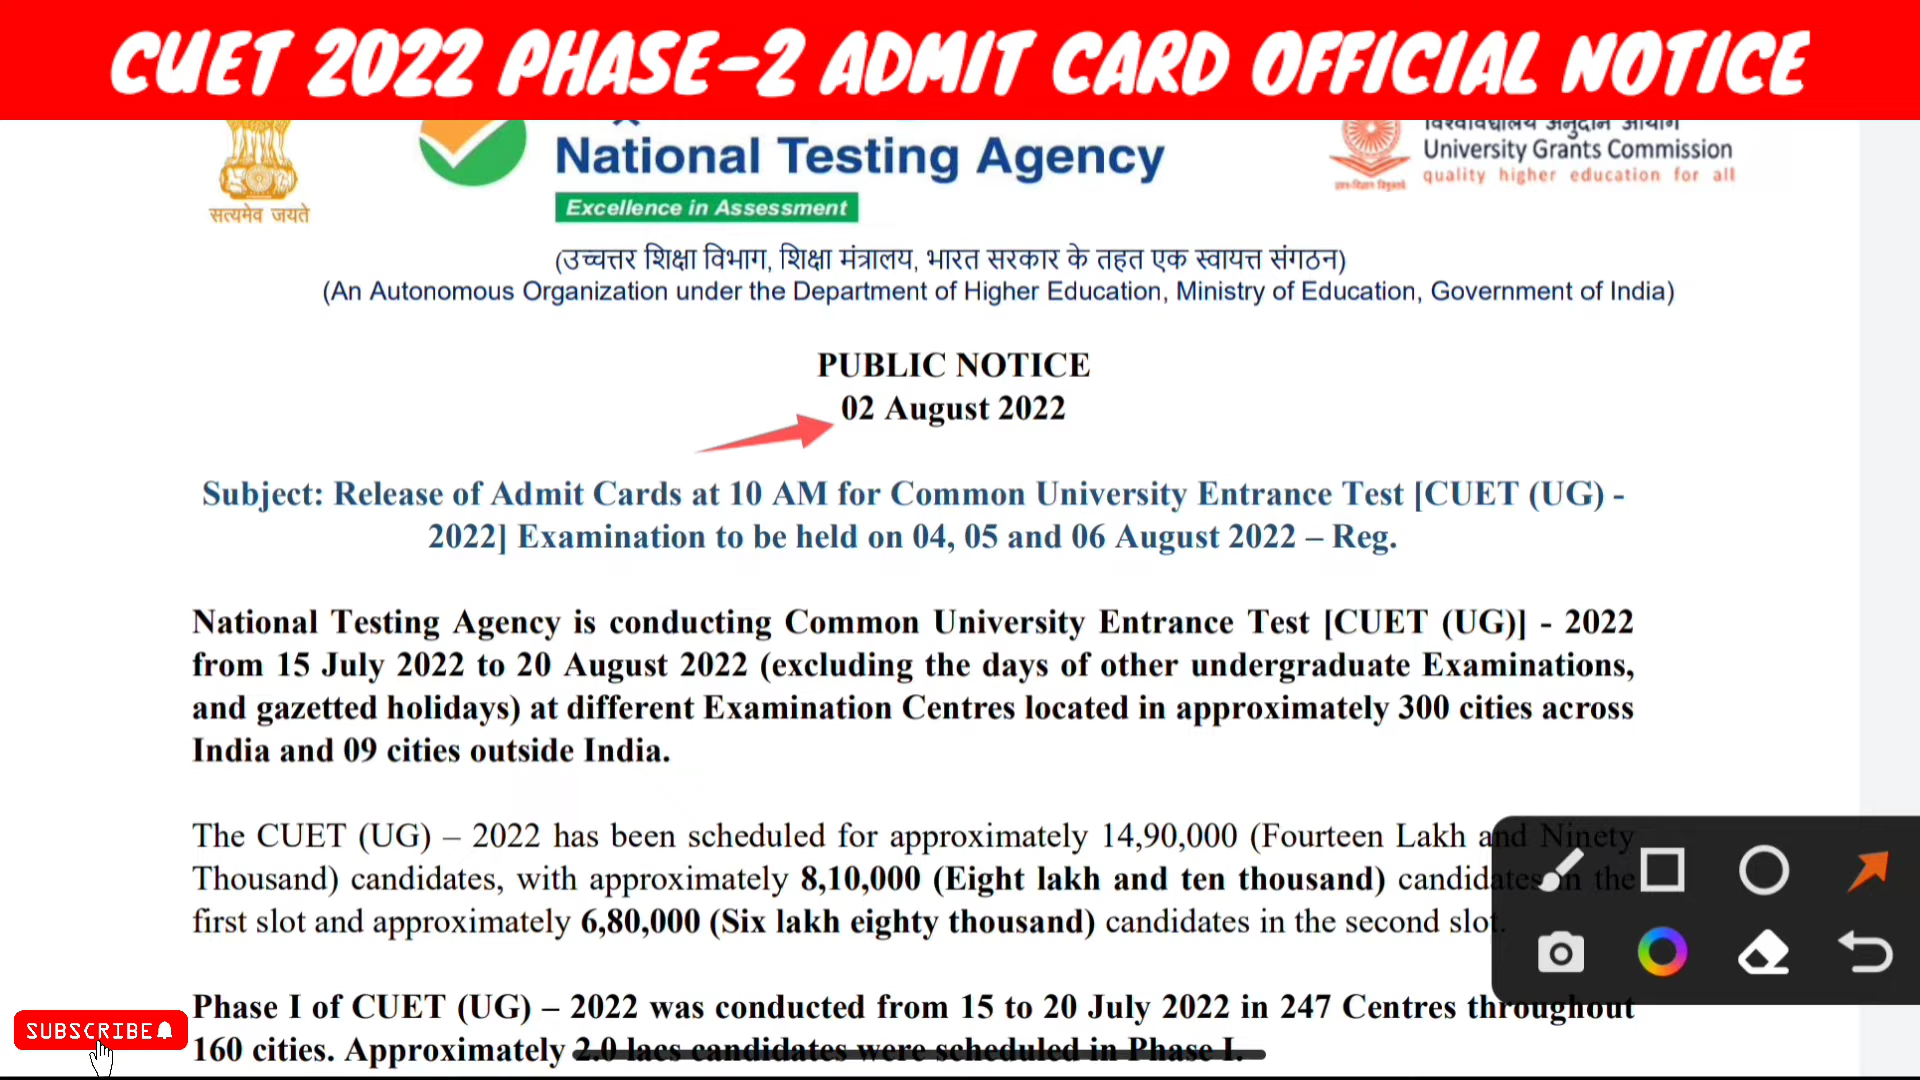 CUET 2022 PHASE-2 ADMIT CARD OFFICIAL NOTICE
विश्वविद्यालय अनुदान आयोग
National Testing Agency
University Grants Commission
quality higher education for all
Excellence in Assessment
सत्यमेव जयते
(उच्चत्तर शिक्षा विभाग, शिक्षा मंत्रालय, भारत सरकार के तहत एक स्वायत्त संगठन)
(An Autonomous Organization under the Department of Higher Education, Ministry of Education, Government of India)
PUBLIC NOTICE
02 August 2022
Subject: Release of Admit Cards at 10 AM for Common University Entrance Test [CUET (UG) -
2022] Examination to be held on 04, 05 and 06 August 2022 – Reg.
National Testing Agency is conducting Common University Entrance Test [CUET (UG)] - 2022
from 15 July 2022 to 20 August 2022 (excluding the days of other undergraduate Examinations,
and gazetted holidays) at different Examination Centres located in approximately 300 cities across
India and 09 cities outside India.
The CUET (UG) – 2022 has been scheduled for approximately 14,90,000 (Fourteen Lakh and Ninety
Thousand) candidates, with approximately 8,10,000 (Eight lakh and ten thousand) candidates in the
first slot and approximately 6,80,000 (Six lakh eighty thousand) candidates in the second slot.
Phase I of CUET (UG) – 2022 was conducted from 15 to 20 July 2022 in 247 Centres throughout
160 cities. Approximately 2.0 lacs candidates were scheduled in Phase I.
SUBSCRIBE